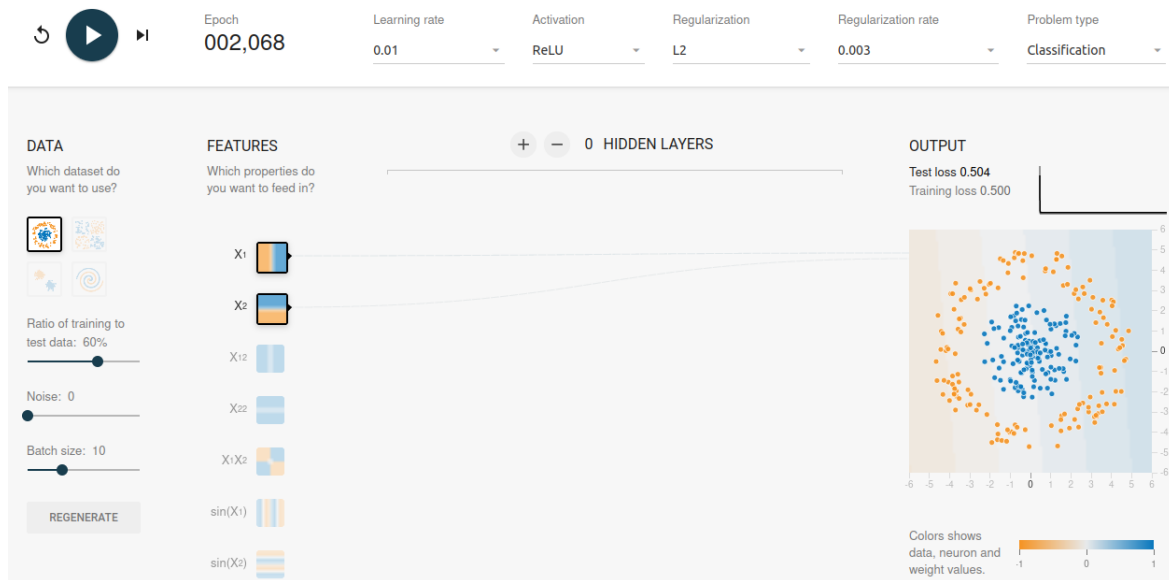 Epoch
002,068
Learning rate
0.01
Activation
ReLU
Regularization
L2
Regularization rate
0.003
Problem type
Classification
DATA
Which dataset do
you want to use?
Ratio of training to
test data: 60%
Noise: 0
Batch size: 10
REGENERATE
FEATURES
Which properties do
you want to feed in?
X1
X2
X12
X22
X1X2
sin(X1)
sin(X2)
+ − 0 HIDDEN LAYERS
OUTPUT
Test loss 0.504
Training loss 0.500
6
5
4
3
2
1
0
-1
-2
-3
-4
-5
-6
-6 -5 -4 -3 -2 -1 0 1 2 3 4 5 6
Colors shows
data, neuron and
weight values.
-1 0 1